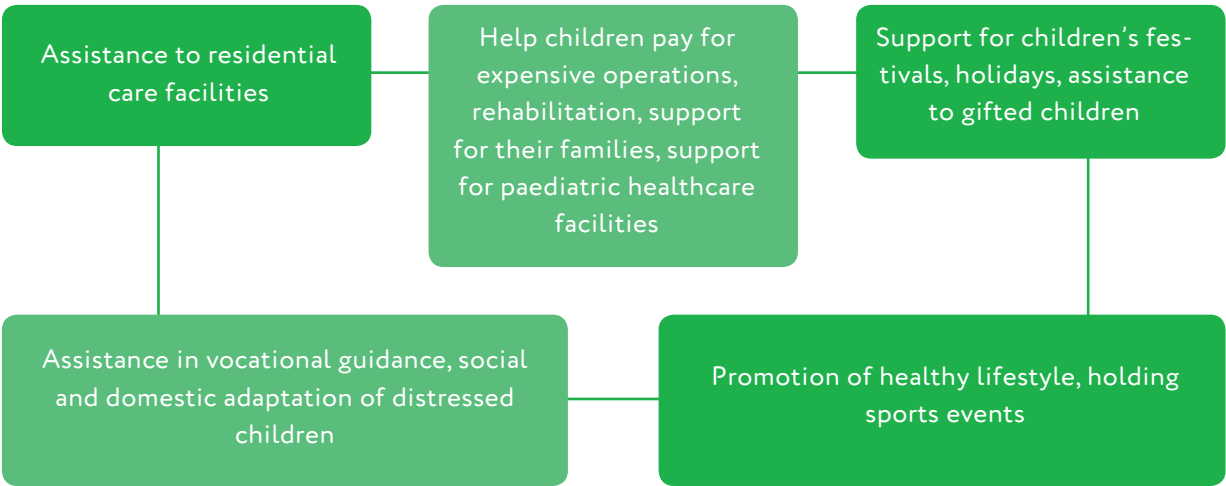 Assistance to residential
care facilities
Help children pay for
expensive operations,
rehabilitation, support
for their families, support
for paediatric healthcare
facilities
Support for children’s fes-
tivals, holidays, assistance
to gifted children
Assistance in vocational guidance, social
and domestic adaptation of distressed
children
Promotion of healthy lifestyle, holding
sports events